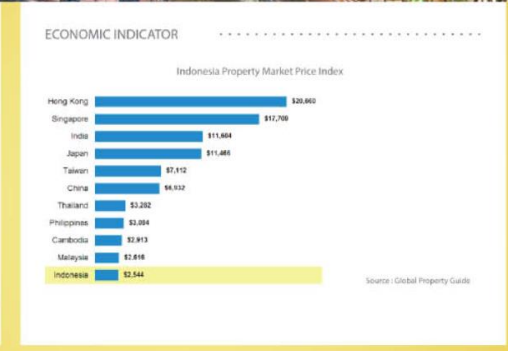 ECONOMIC INDICATOR
Indonesia Property Market Price Index
Hong Kong $20,660
Singapore $17,709
India $11,604
Japan $11,466
Taiwan $7,112
China $6,932
Thailand $3,262
Philippines $3,084
Cambodia $2,913
Malaysia $2,616
Indonesia $2,544
Source : Global Property Guide